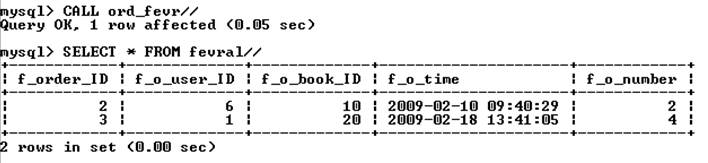 mysql> CALL ord_fevr//
Query OK, 1 row affected (0.05 sec)
mysql> SELECT * FROM fevral//
+------------+------------+------------+---------------------+------------+
| f_order_ID | f_o_user_ID | f_o_book_ID | f_o_time | f_o_number |
+------------+------------+------------+---------------------+------------+
| 2 | 6 | 10 | 2009-02-10 09:40:29 | 2 |
| 3 | 1 | 20 | 2009-02-18 13:41:05 | 4 |
+------------+------------+------------+---------------------+------------+
2 rows in set (0.00 sec)